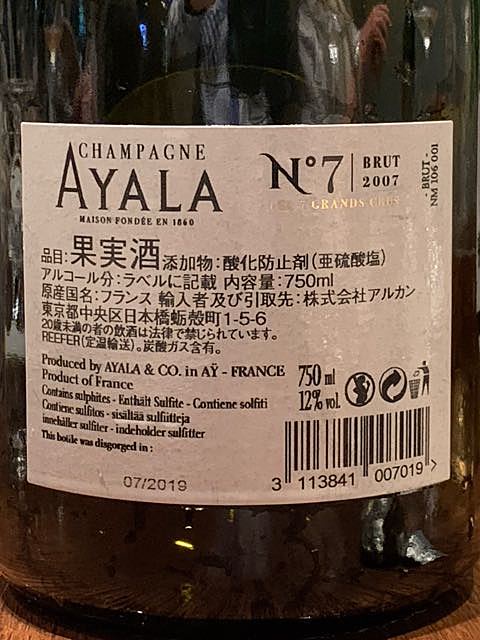 CHAMPAGNE
AYALA
MAISON FONDÉE EN 1860
N°7 BRUT 2007
7 GRANDS CRUS
BRUT - NM 106 001
品目:果実酒 添加物:酸化防止剤(亜硫酸塩)
アルコール分:ラベルに記載 内容量:750ml
原産国名:フランス 輸入者及び引取先:株式会社アルカン
東京都中央区日本橋蛎殻町1-5-6
20歳未満の者の飲酒は法律で禁じられています。
REEFER(定温輸送)。炭酸ガス含有。
Produced by AYALA & CO. in AŸ - FRANCE
Product of France
Contains sulphites - Enthält Sulfite - Contiene solfiti
Contiene sulfitos - sisältää sulfiitteja
innehåller sulfiter - indeholder sulfitter
This bottle was disgorged in :
07/2019
750 ml
12% vol.
3 113841 007019 >